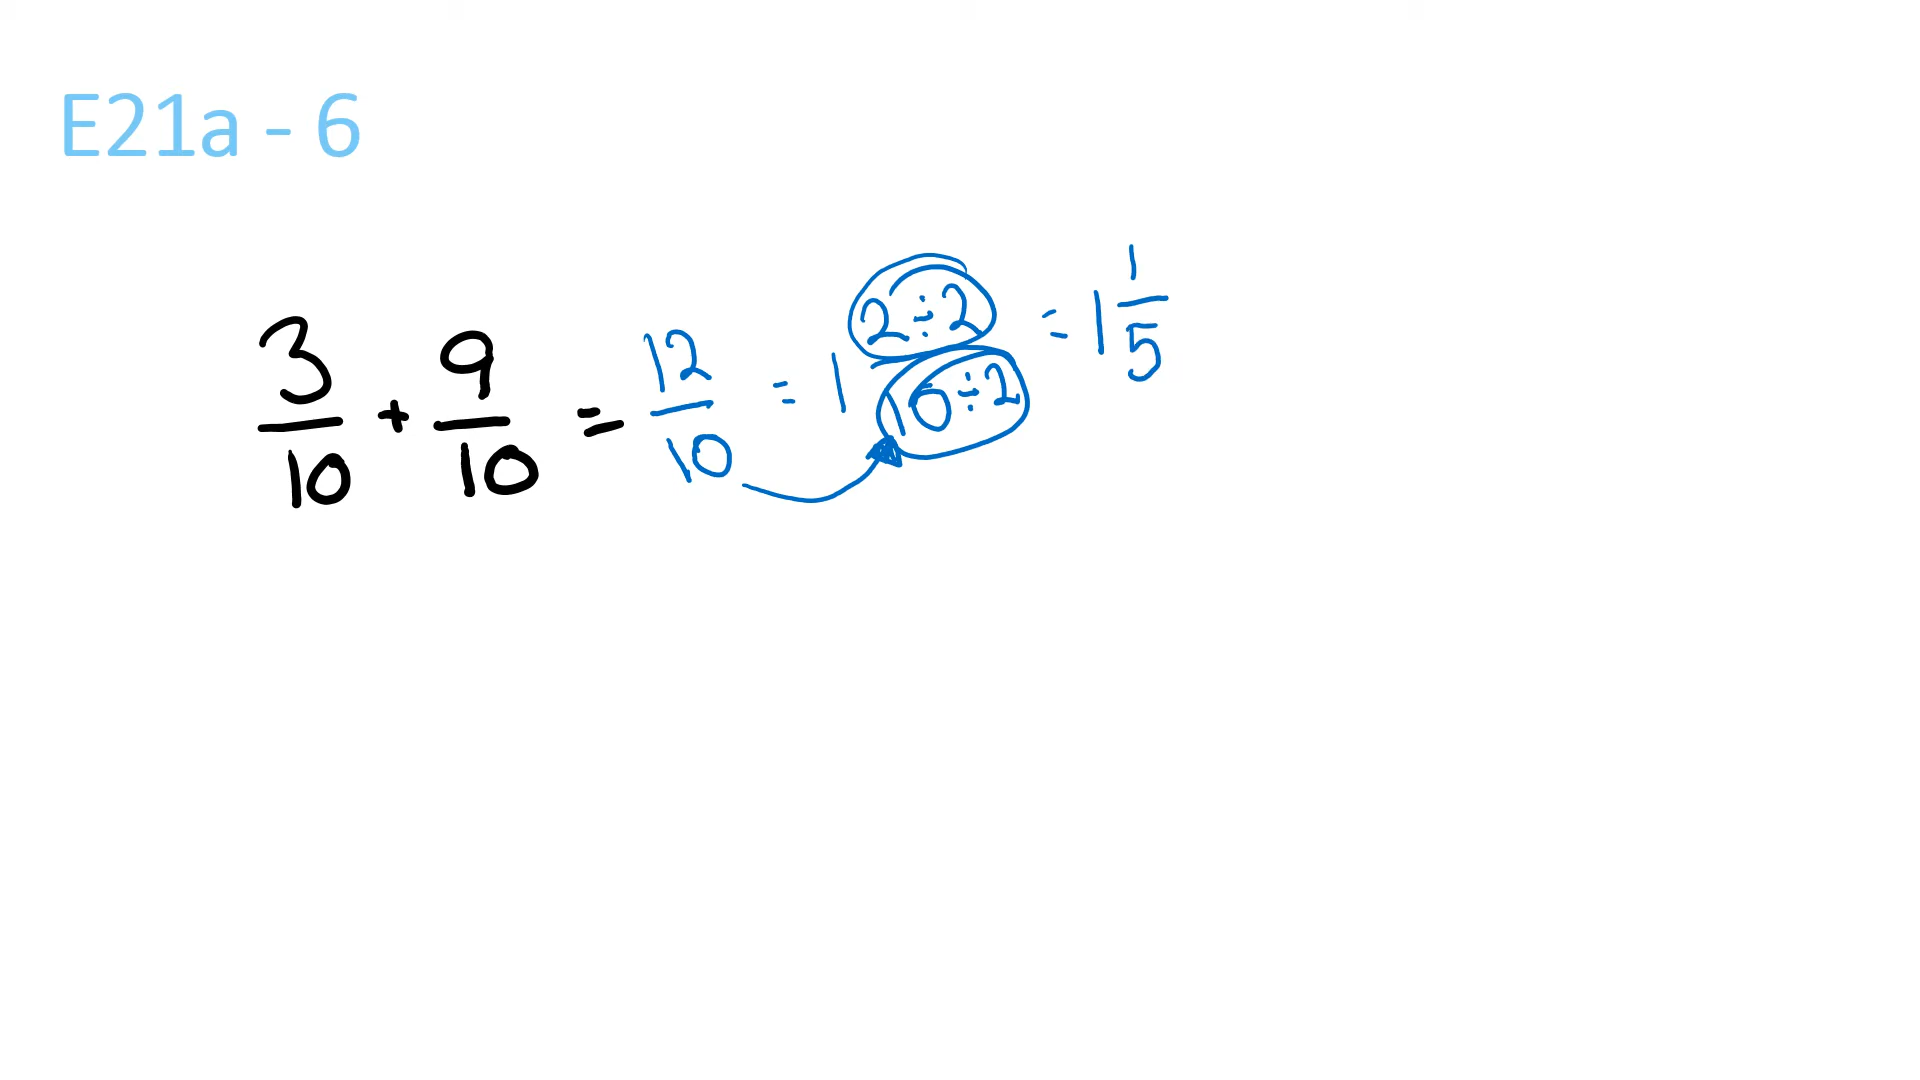 E21a - 6
3/10 + 9/10 = 12/10 = 1 2÷2/10÷2 = 1 1/5